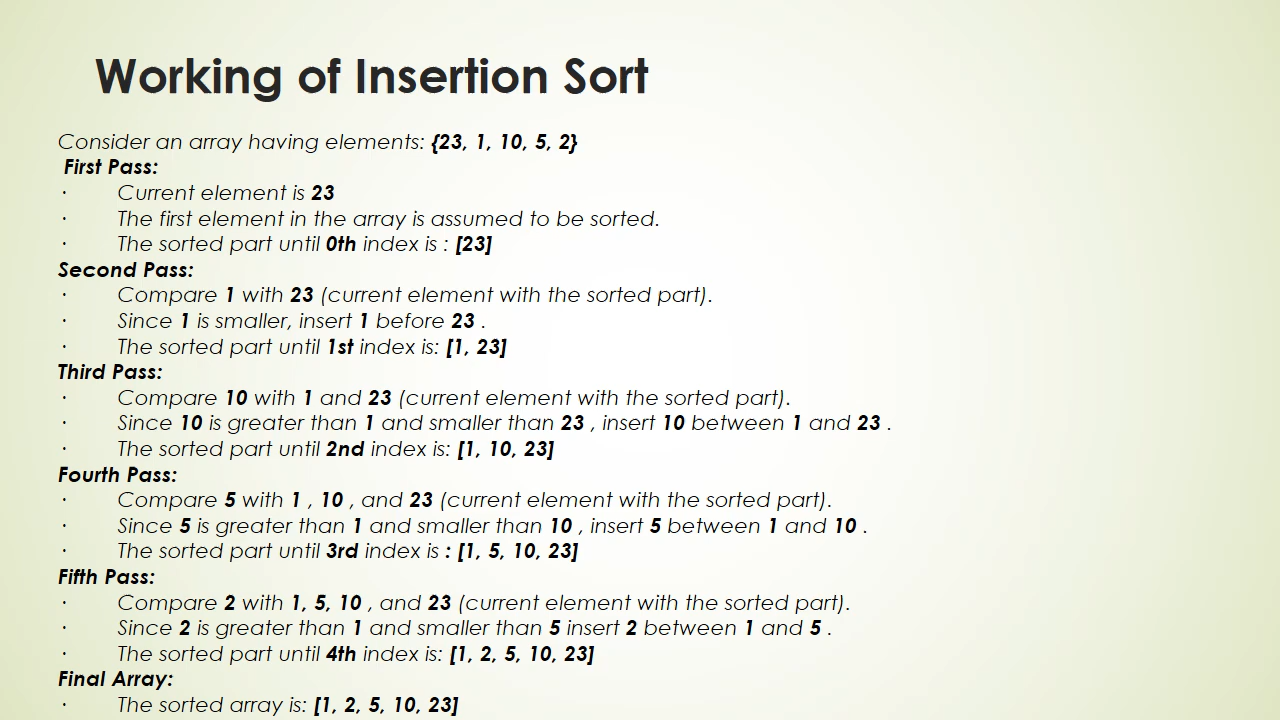 Working of Insertion Sort
Consider an array having elements: {23, 1, 10, 5, 2}
First Pass:
· Current element is 23
· The first element in the array is assumed to be sorted.
· The sorted part until 0th index is : [23]
Second Pass:
· Compare 1 with 23 (current element with the sorted part).
· Since 1 is smaller, insert 1 before 23 .
· The sorted part until 1st index is: [1, 23]
Third Pass:
· Compare 10 with 1 and 23 (current element with the sorted part).
· Since 10 is greater than 1 and smaller than 23 , insert 10 between 1 and 23 .
· The sorted part until 2nd index is: [1, 10, 23]
Fourth Pass:
· Compare 5 with 1 , 10 , and 23 (current element with the sorted part).
· Since 5 is greater than 1 and smaller than 10 , insert 5 between 1 and 10 .
· The sorted part until 3rd index is : [1, 5, 10, 23]
Fifth Pass:
· Compare 2 with 1, 5, 10 , and 23 (current element with the sorted part).
· Since 2 is greater than 1 and smaller than 5 insert 2 between 1 and 5 .
· The sorted part until 4th index is: [1, 2, 5, 10, 23]
Final Array:
· The sorted array is: [1, 2, 5, 10, 23]